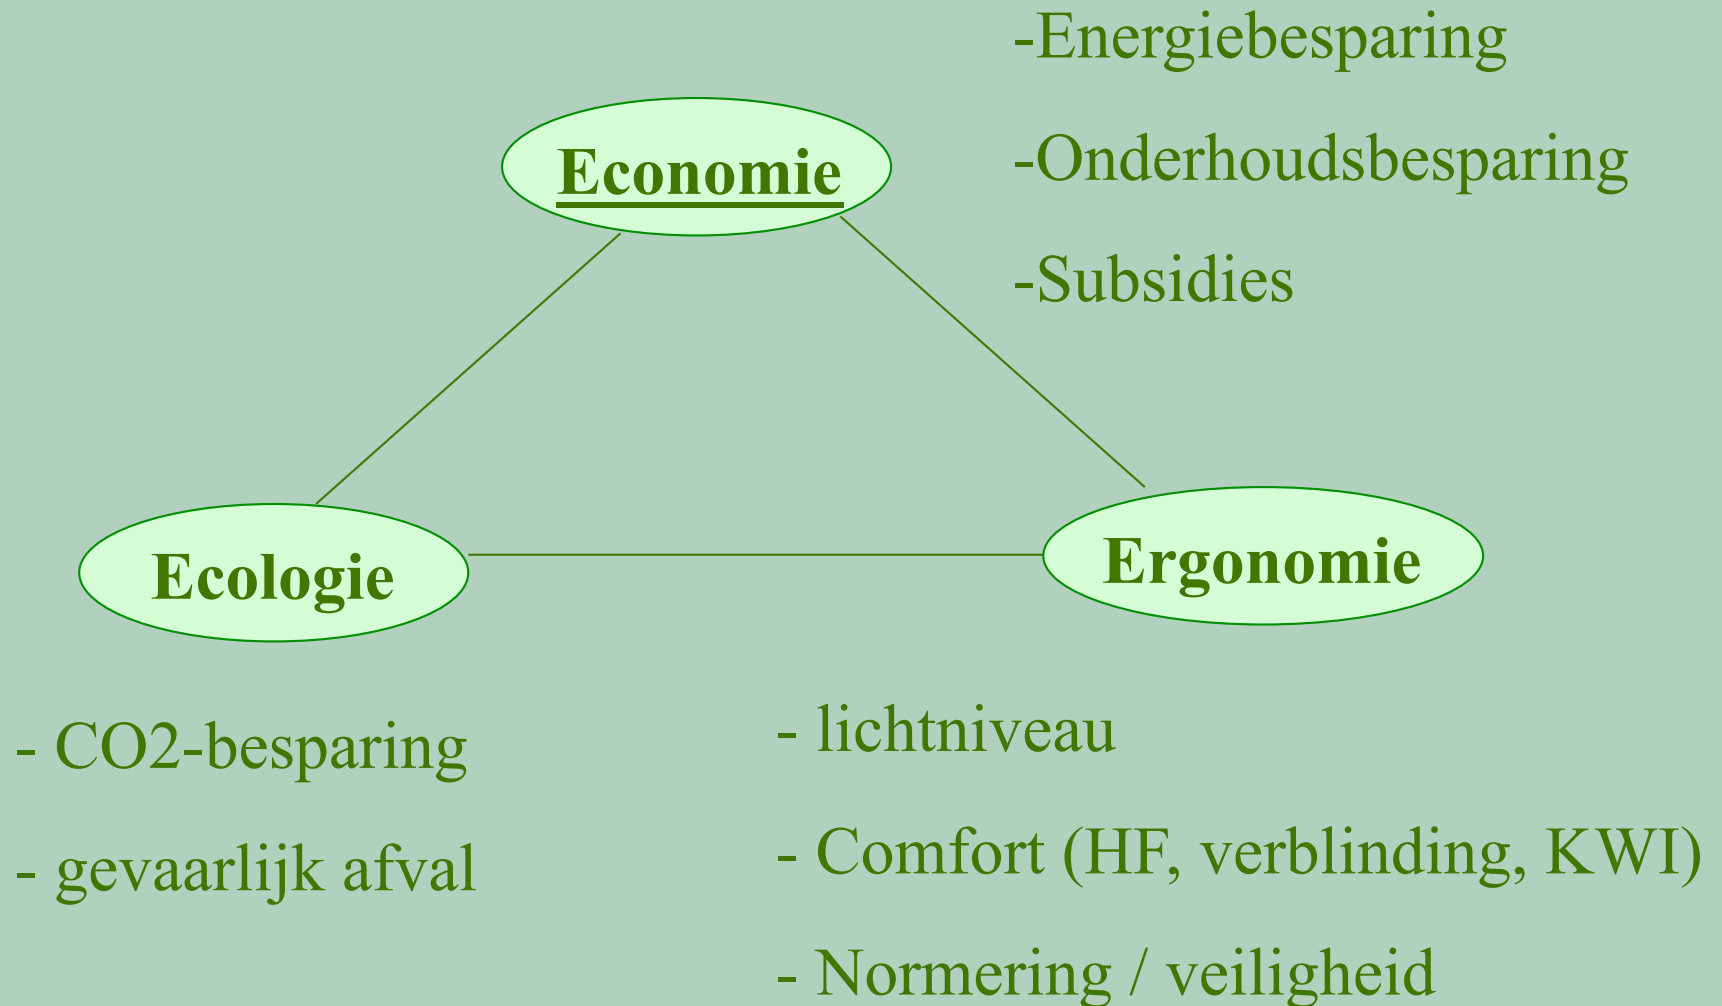 -Energiebesparing
Economie
-Onderhoudsbesparing
-Subsidies
Ecologie
Ergonomie
- CO2-besparing
- gevaarlijk afval
- lichtniveau
- Comfort (HF, verblinding, KWI)
- Normering / veiligheid